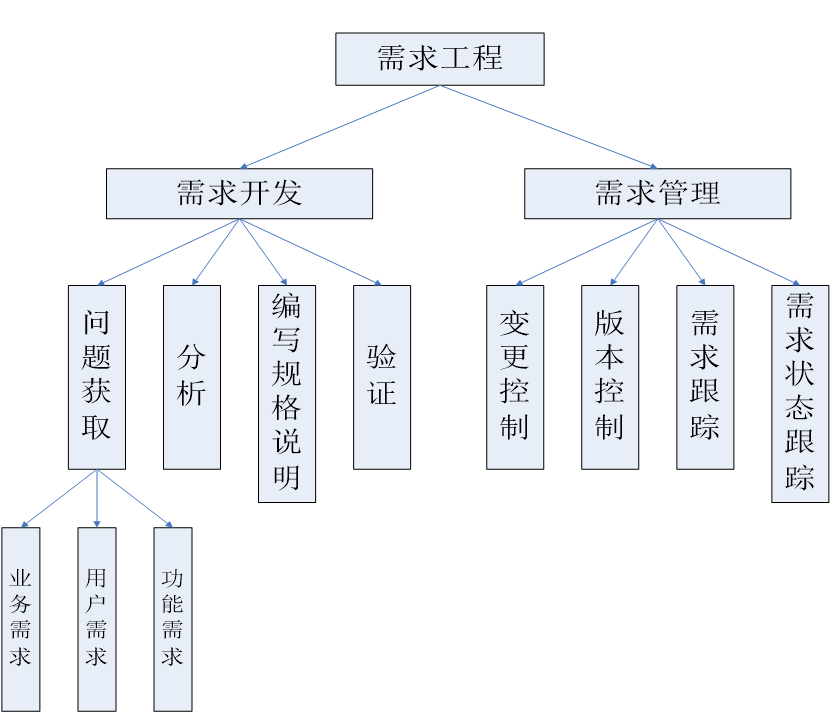 需求工程
需求开发
需求管理
问题获取
分析
编写规格说明
验证
变更控制
版本控制
需求跟踪
需求状态跟踪
业务需求
用户需求
功能需求